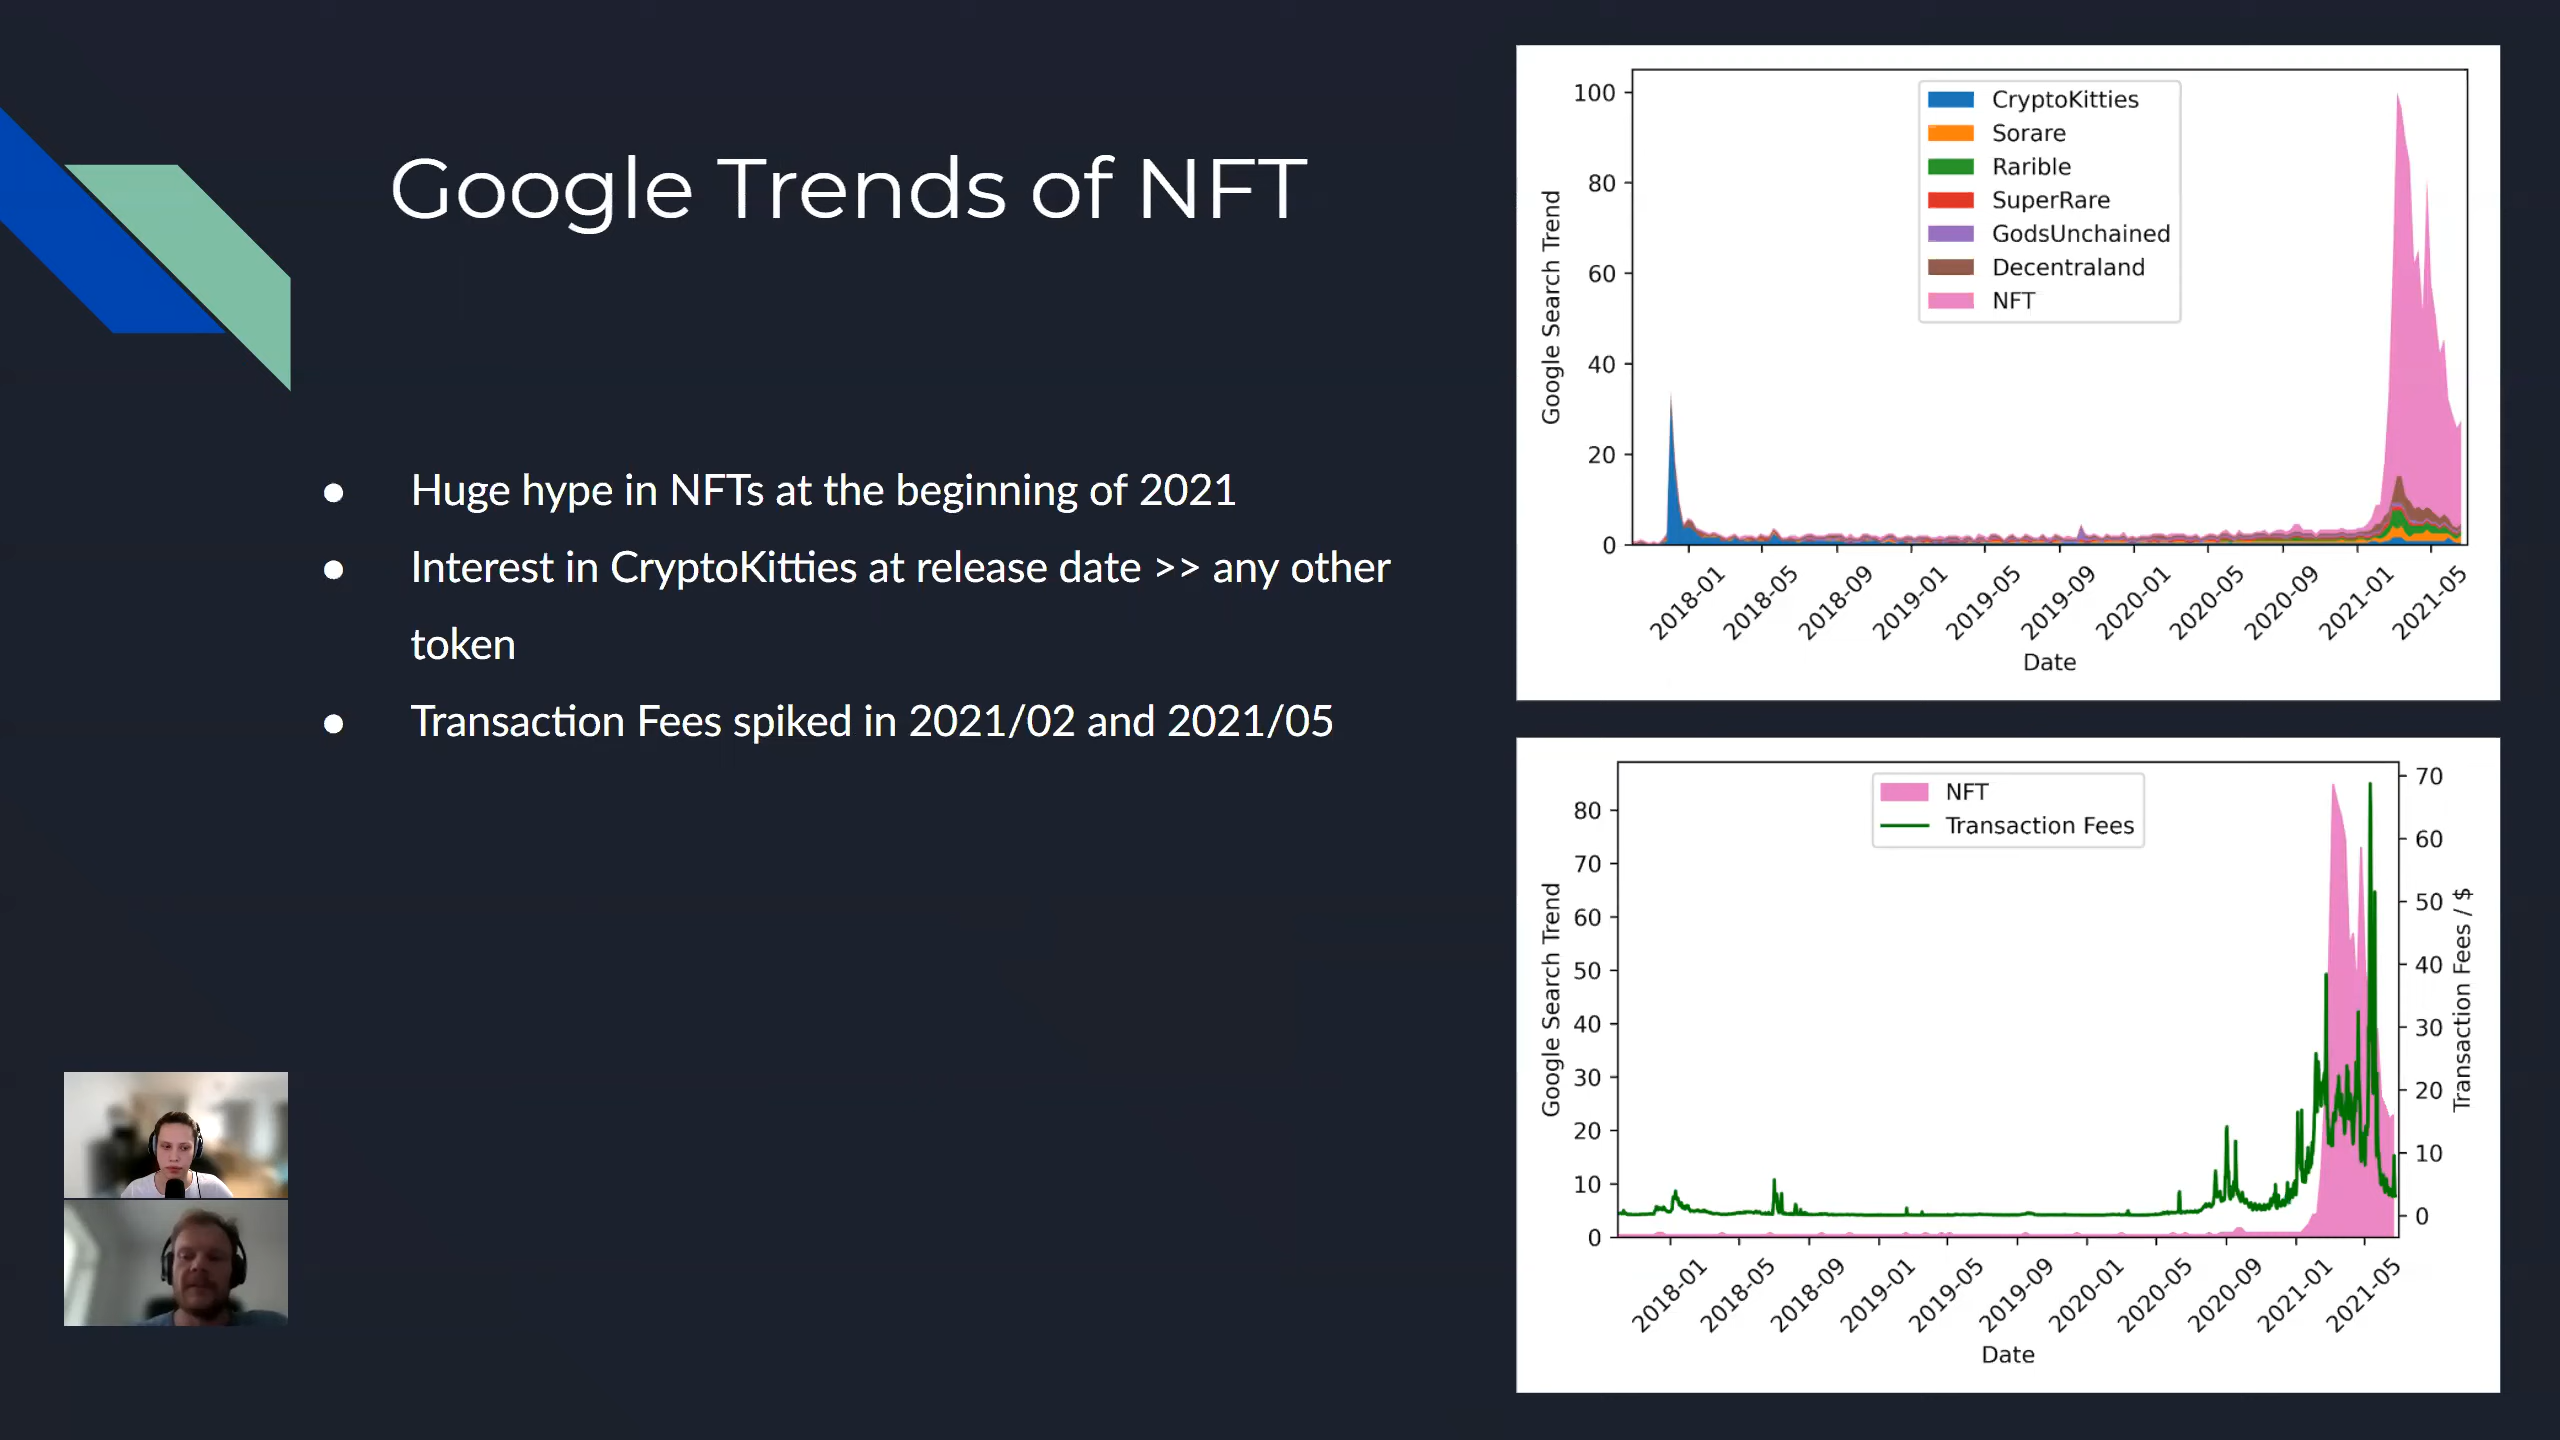 Google Trends of NFT
● Huge hype in NFTs at the beginning of 2021
● Interest in CryptoKitties at release date >> any other
token
● Transaction Fees spiked in 2021/02 and 2021/05
100
80
60
40
20
0
Google Search Trend
CryptoKitties
Sorare
Rarible
SuperRare
GodsUnchained
Decentraland
NFT
2018-01
2018-05
2018-09
2019-01
2019-05
2019-09
2020-01
2020-05
2020-09
2021-01
2021-05
Date
80
70
60
50
40
30
20
10
0
Google Search Trend
NFT
Transaction Fees
70
60
50
40
30
20
10
0
Transaction Fees / $
2018-01
2018-05
2018-09
2019-01
2019-05
2019-09
2020-01
2020-05
2020-09
2021-01
2021-05
Date